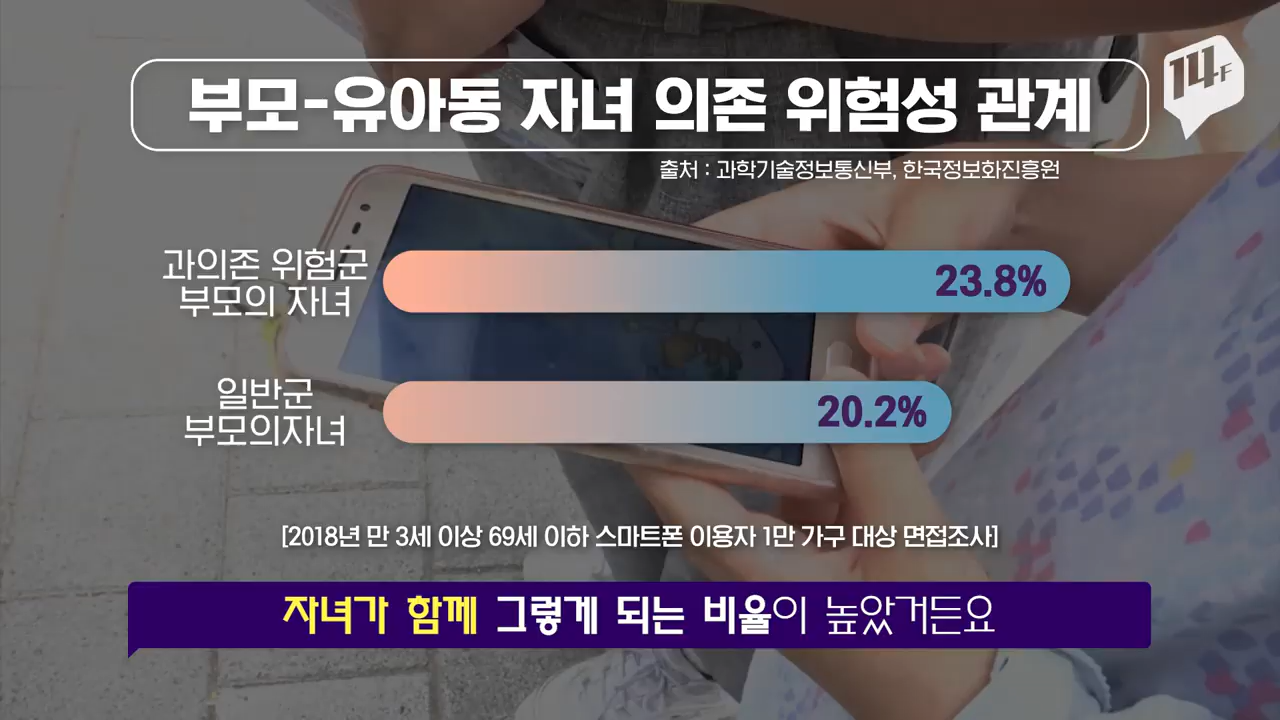 부모-유아동 자녀 의존 위험성 관계
14F
출처 : 과학기술정보통신부, 한국정보화진흥원
과의존 위험군
부모의 자녀
23.8%
일반군
부모의자녀
20.2%
[2018년 만 3세 이상 69세 이하 스마트폰 이용자 1만 가구 대상 면접조사]
자녀가 함께 그렇게 되는 비율이 높았거든요